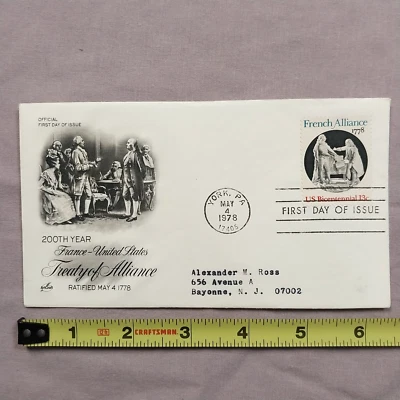 OFFICIAL
FIRST DAY OF ISSUE
French Alliance
1778
US Bicentennial 13c
YORK, PA
MAY
4
1978
17405
FIRST DAY OF ISSUE
200TH YEAR
France-United States
Treaty of Alliance
RATIFIED MAY 4 1778
Alexander M. Ross
656 Avenue A
Bayonne, N. J. 07002
1 2 CRAFTSMAN 3 4 5 6